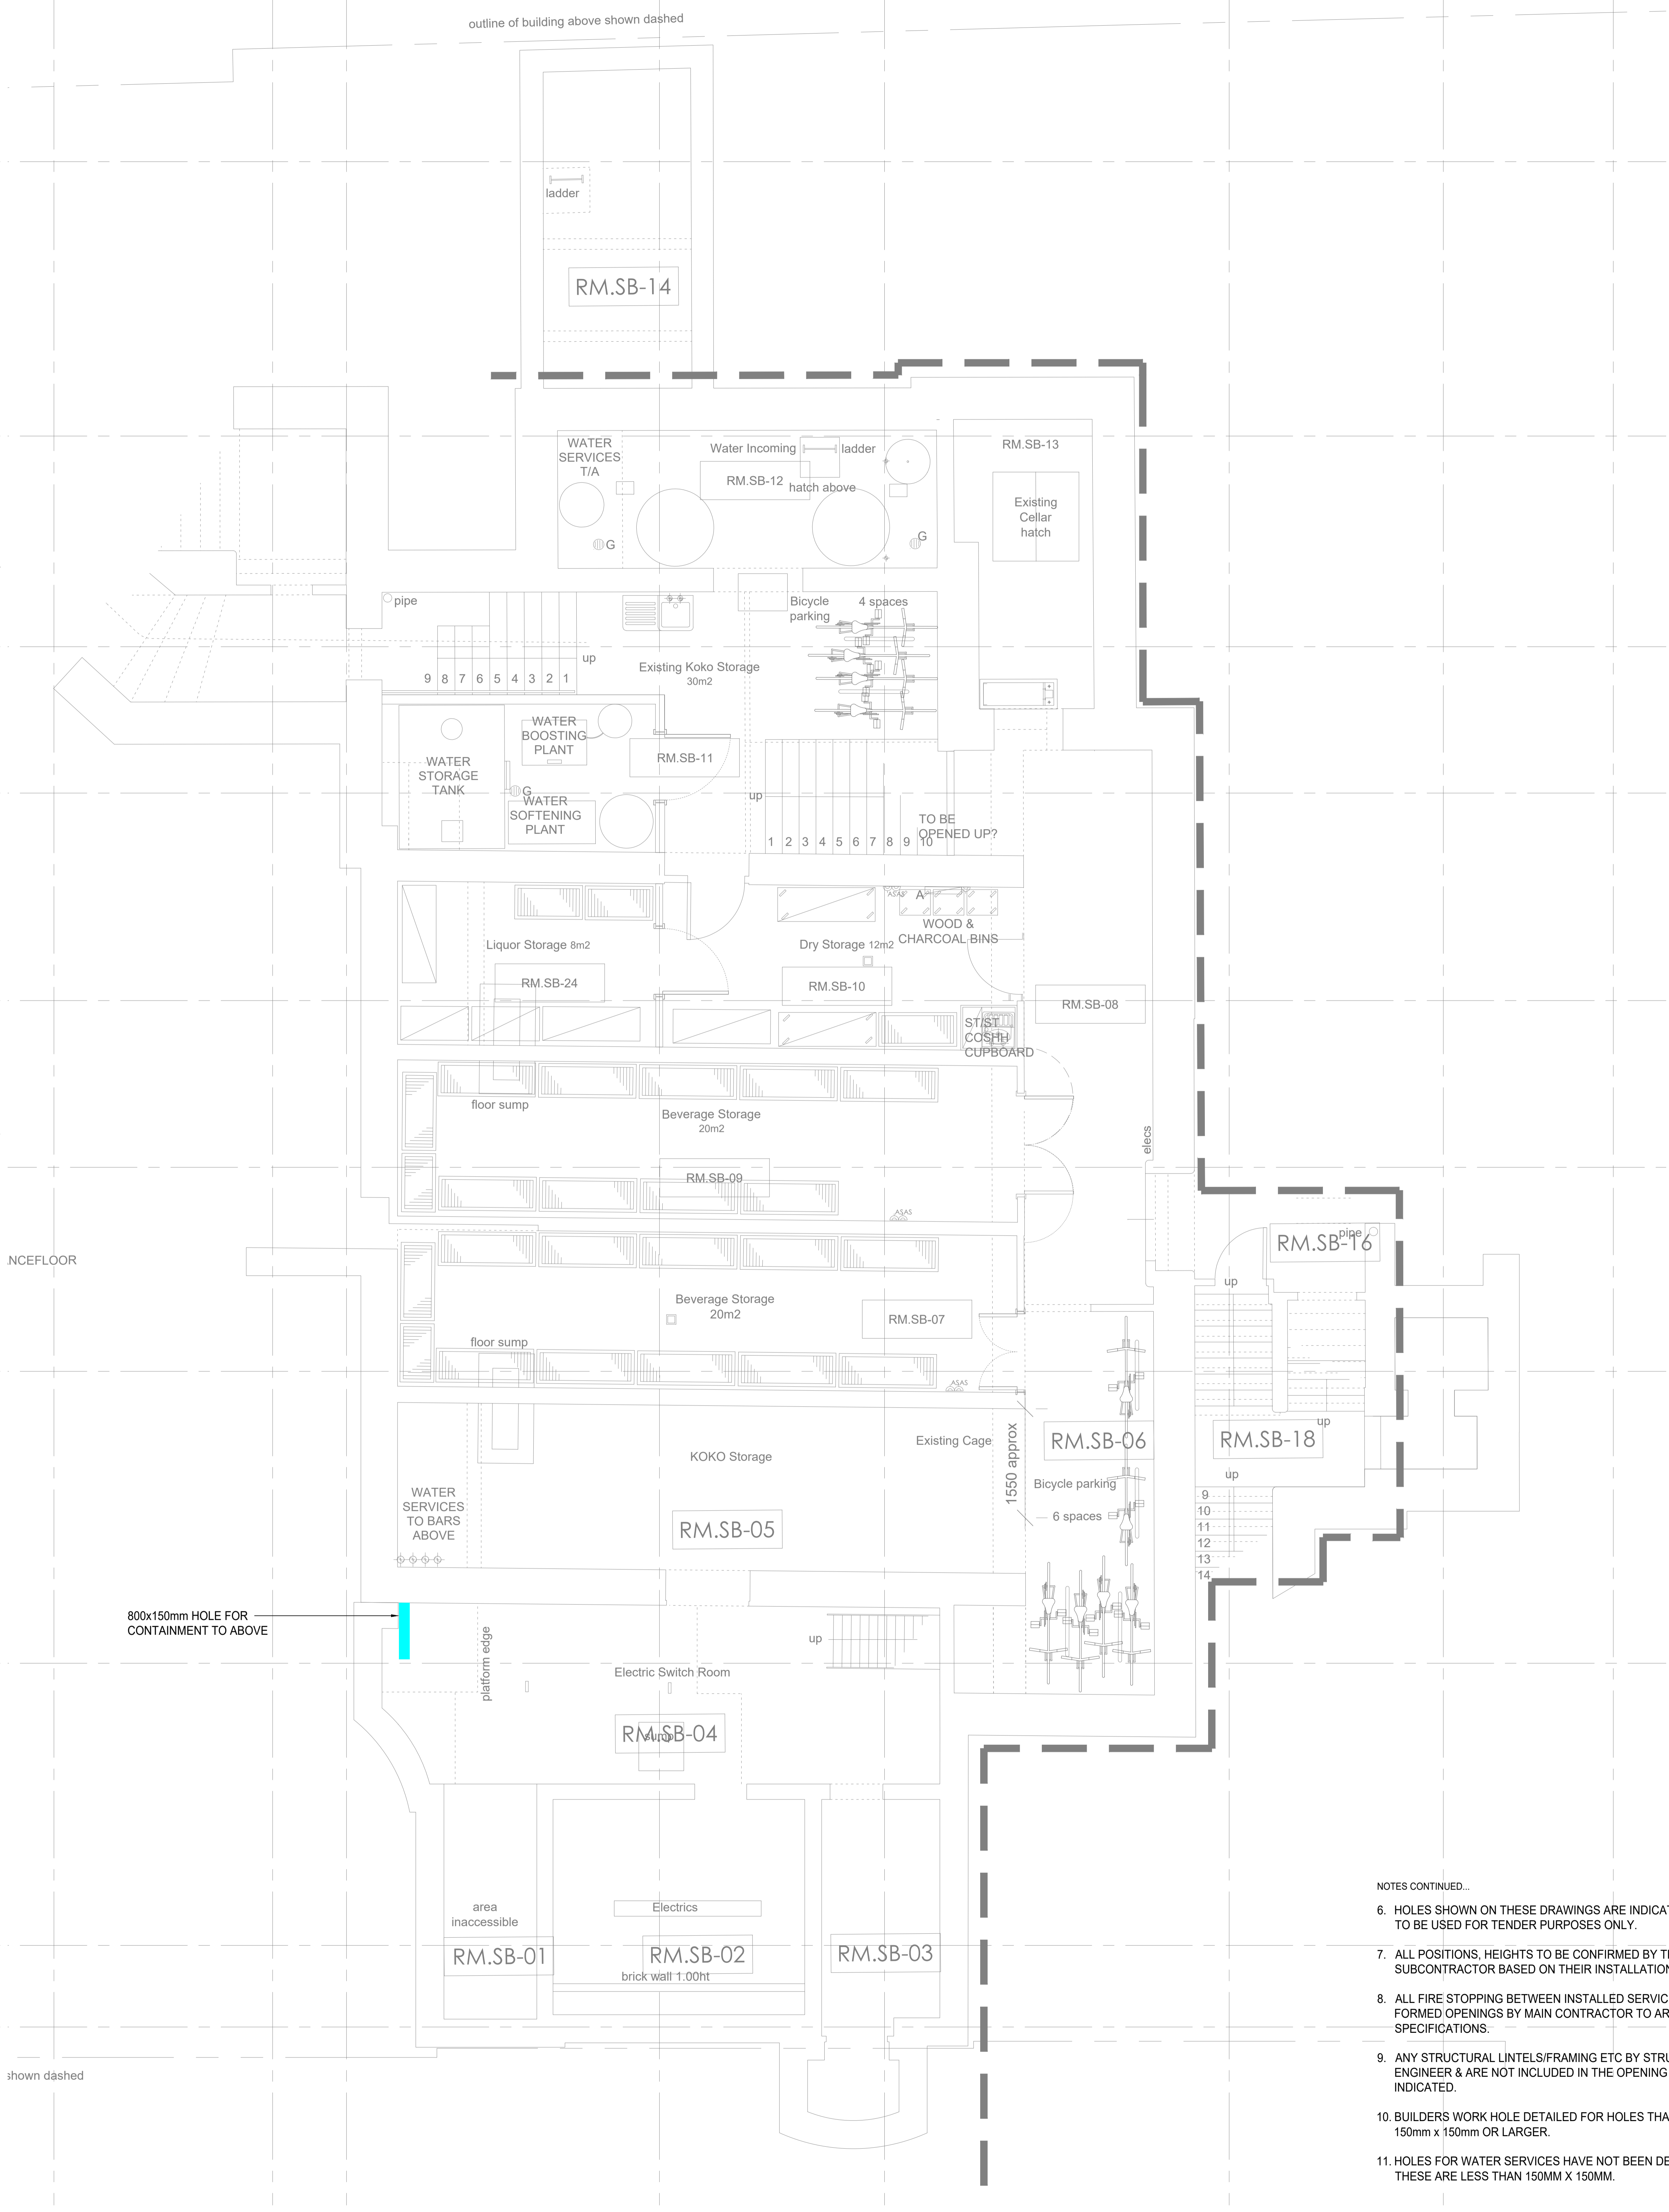 outline of building above shown dashed
ladder
RM.SB-14
WATER
SERVICES
T/A
Water Incoming
ladder
RM.SB-12
hatch above
G
G
RM.SB-13
Existing
Cellar
hatch
pipe
Bicycle
parking
4 spaces
up
9 8 7 6 5 4 3 2 1
Existing Koko Storage
30m2
WATER
BOOSTING
PLANT
WATER
STORAGE
TANK
RM.SB-11
G
WATER
SOFTENING
PLANT
up
1 2 3 4 5 6 7 8 9 10
TO BE
OPENED UP?
ASAS
A
WOOD &
CHARCOAL BINS
Liquor Storage 8m2
Dry Storage 12m2
RM.SB-24
RM.SB-10
RM.SB-08
ST/ST
COSHH
CUPBOARD
floor sump
Beverage Storage
20m2
elecs
RM.SB-09
ASAS
pipe
RM.SB-16
NCEFLOOR
up
Beverage Storage
20m2
RM.SB-07
floor sump
ASAS
up
Existing Cage
1550 approx
RM.SB-06
RM.SB-18
KOKO Storage
Bicycle parking
up
WATER
SERVICES
TO BARS
ABOVE
RM.SB-05
6 spaces
9
10
11
12
13
14
800x150mm HOLE FOR
CONTAINMENT TO ABOVE
platform edge
up
Electric Switch Room
RM.SB-04
sump
area
inaccessible
Electrics
RM.SB-01
RM.SB-02
RM.SB-03
brick wall 1.00ht
shown dashed
NOTES CONTINUED...
6. HOLES SHOWN ON THESE DRAWINGS ARE
TO BE USED FOR TENDER PURPOSES ONLY.
7. ALL POSITIONS, HEIGHTS TO BE CONFIRMED BY
SUBCONTRACTOR BASED ON THEIR INSTALLATION
8. ALL FIRE STOPPING BETWEEN INSTALLED
FORMED OPENINGS BY MAIN CONTRACTOR TO
SPECIFICATIONS.
9. ANY STRUCTURAL LINTELS/FRAMING ETC BY
ENGINEER & ARE NOT INCLUDED IN THE OPENING
INDICATED.
10. BUILDERS WORK HOLE DETAILED FOR HOLES
150mm x 150mm OR LARGER.
11. HOLES FOR WATER SERVICES HAVE NOT BEEN
THESE ARE LESS THAN 150MM X 150MM.